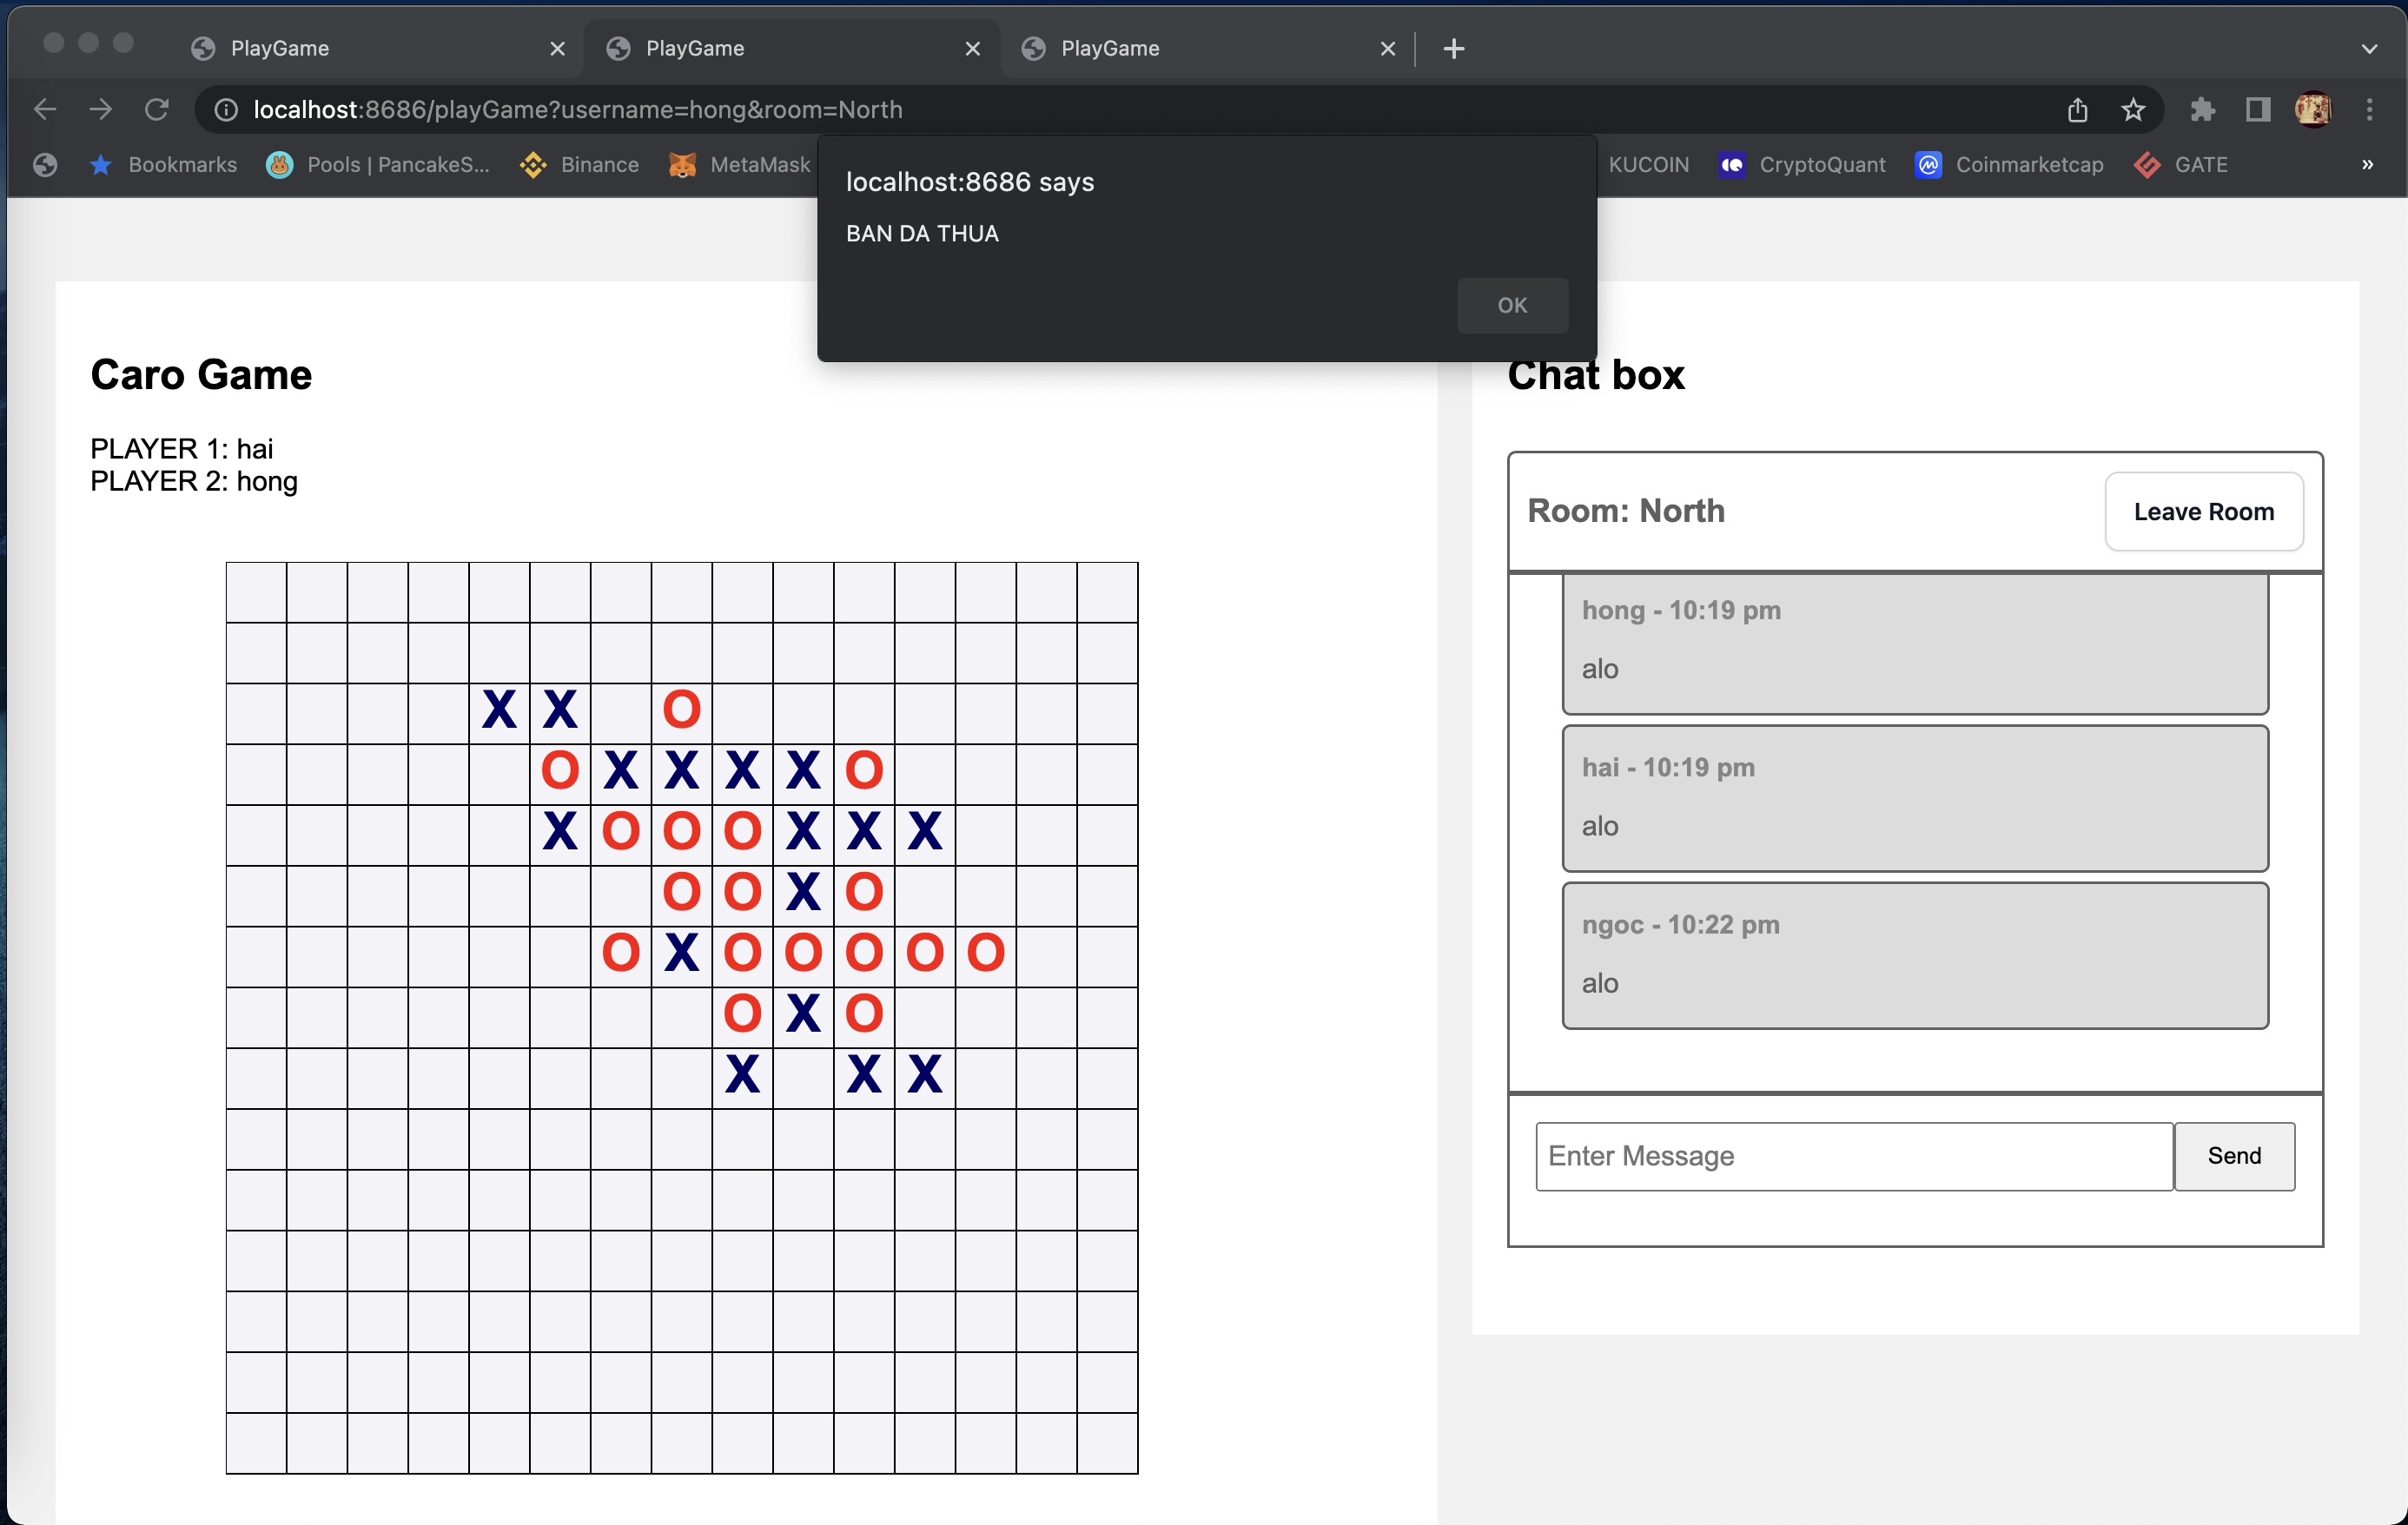 PlayGame
PlayGame
PlayGame
localhost:8686/playGame?username=hong&room=North
Bookmarks
Pools | PancakeS...
Binance
MetaMask
KUCOIN
CryptoQuant
Coinmarketcap
GATE
localhost:8686 says
BAN DA THUA
OK
Caro Game
PLAYER 1: hai
PLAYER 2: hong
X X O
O X X X X O
X O O O X X X
O O X O
O X O O O O O
O X O
X X X
Chat box
Room: North
Leave Room
hong - 10:19 pm
alo
hai - 10:19 pm
alo
ngoc - 10:22 pm
alo
Enter Message
Send